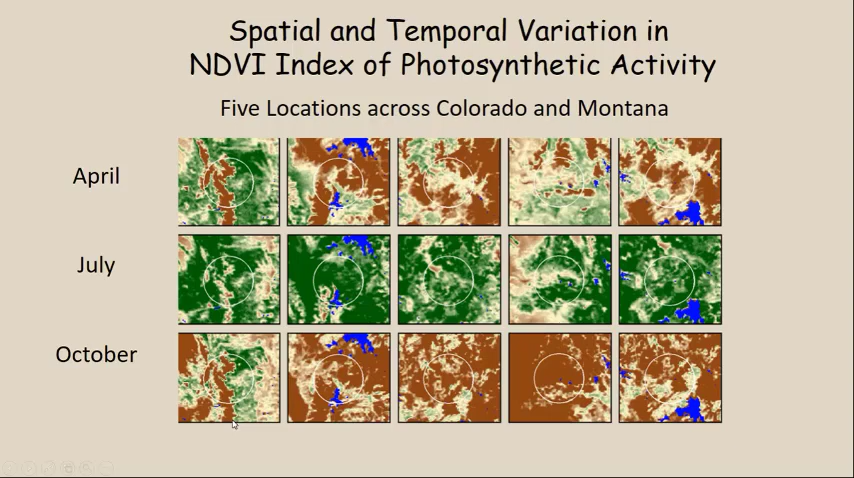 Spatial and Temporal Variation in
NDVI Index of Photosynthetic Activity
Five Locations across Colorado and Montana
April
July
October